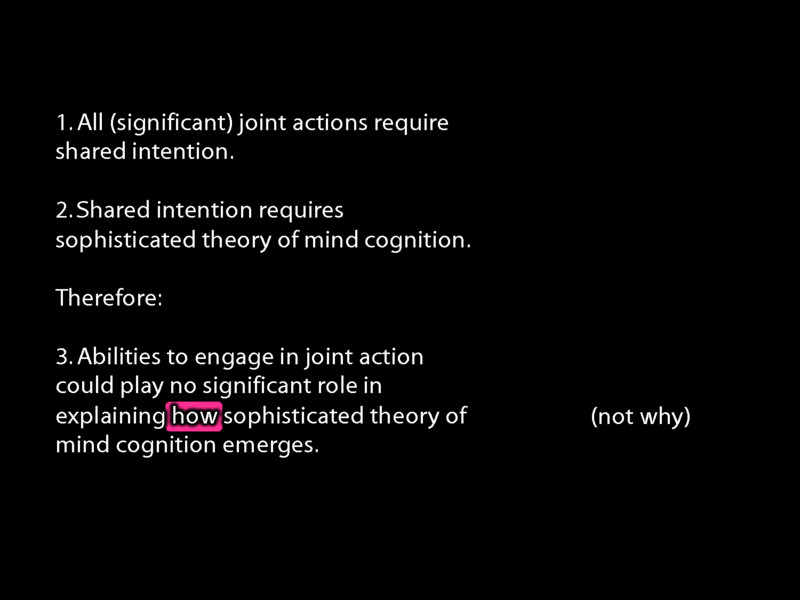 1. All (significant) joint actions require
shared intention.
2. Shared intention requires
sophisticated theory of mind cognition.
Therefore:
3. Abilities to engage in joint action
could play no significant role in
explaining how sophisticated theory of (not why)
mind cognition emerges.